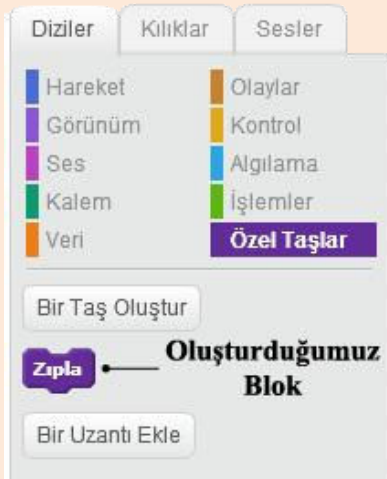 Diziler Kılıklar Sesler
Hareket Olaylar
Görünüm Kontrol
Ses Algılama
Kalem İşlemler
Veri Özel Taşlar
Bir Taş Oluştur
Zıpla Oluşturduğumuz
Blok
Bir Uzantı Ekle